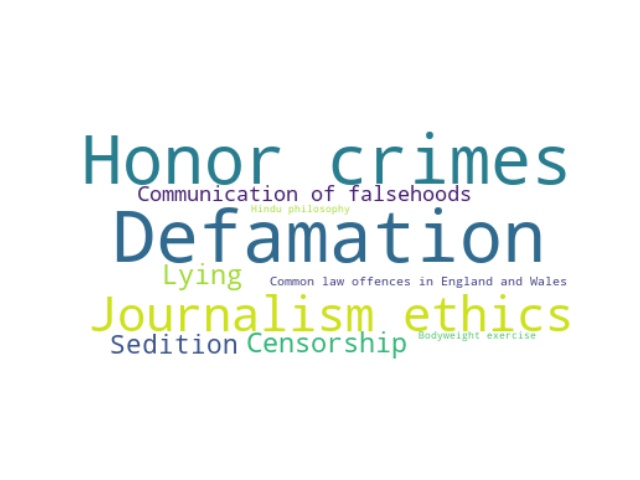 Honor crimes
Communication of falsehoods
Hindu philosophy
Defamation
Lying
Common law offences in England and Wales
Journalism ethics
Bodyweight exercise
Sedition
Censorship